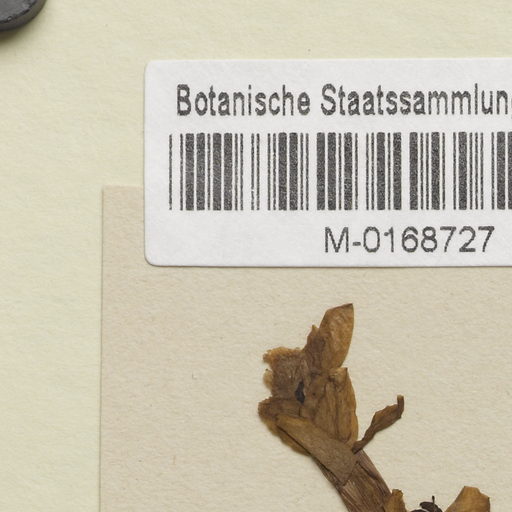 Botanische Staatssammlung
M-0168727